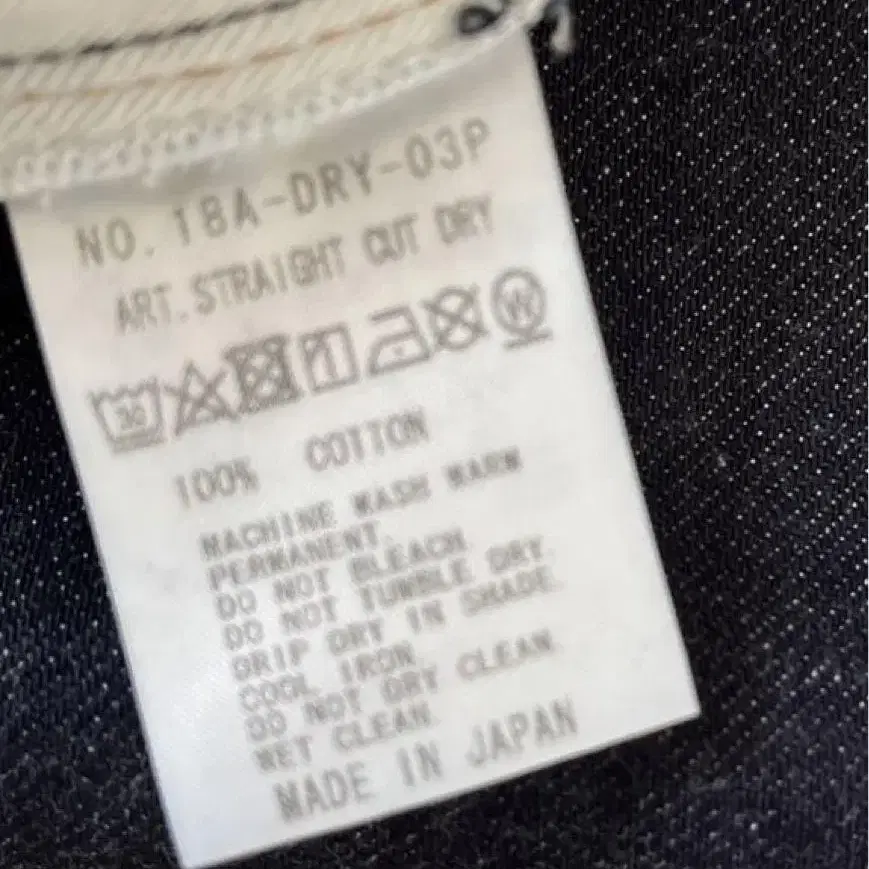 NO. 18A-DRY-03P
ART. STRAIGHT CUT DRY
30 W
100% COTTON
MACHINE WASH WARM
PERMANENT.
DO NOT BLEACH
DO NOT TUMBLE DRY.
DRIP DRY IN SHADE.
COOL IRON.
DO NOT DRY CLEAN.
WET CLEAN.
MADE IN JAPAN